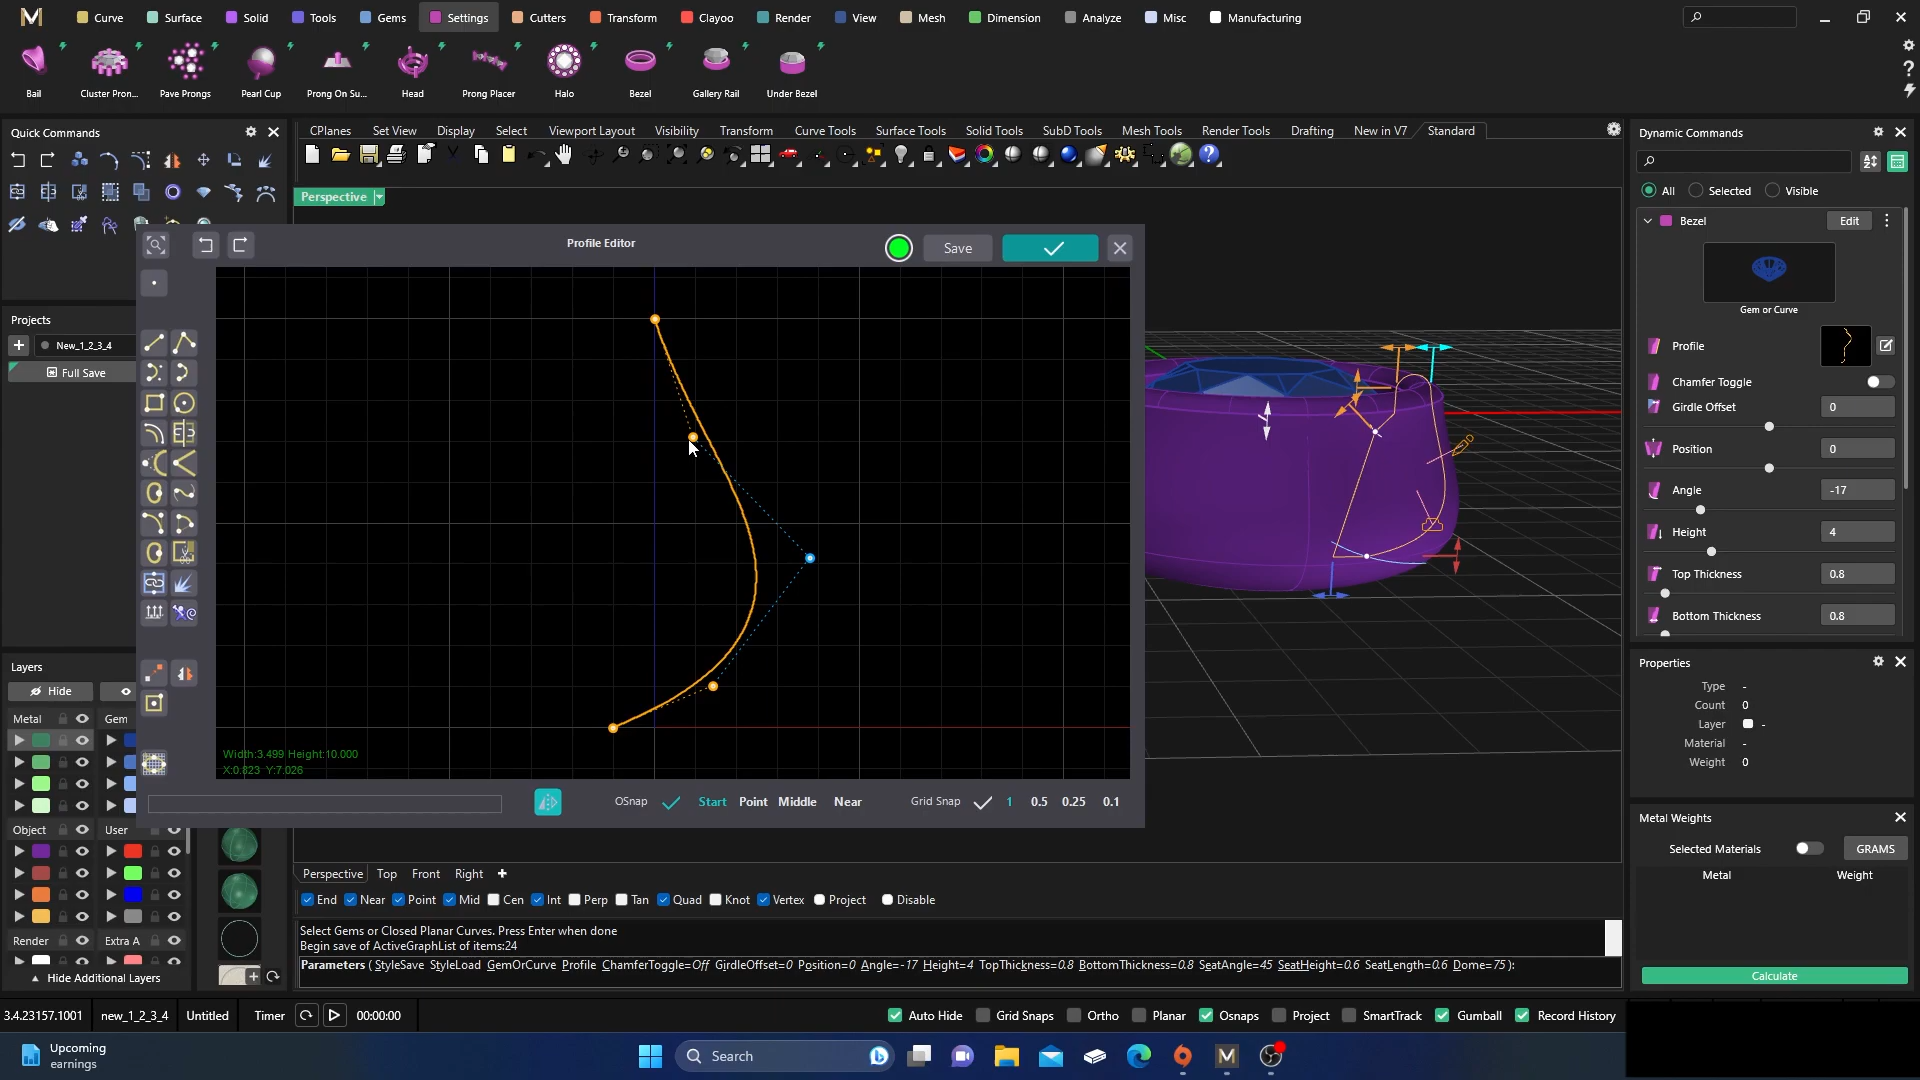 Curve Surface Solid Tools Gems Settings Cutters Transform Clayoo Render View Mesh Dimension Analyze Misc Manufacturing
Bail Cluster Pron... Pave Prongs Pearl Cup Prong On Su... Head Prong Placer Halo Bezel Gallery Rail Under Bezel
Quick Commands
CPlanes Set View Display Select Viewport Layout Visibility Transform Curve Tools Surface Tools Solid Tools SubD Tools Mesh Tools Render Tools Drafting New in V7 Standard
Perspective
Profile Editor
Save
Width:3.499 Height:10.000
X:0.823 Y:7.026
OSnap Start Point Middle Near Grid Snap 1 0.5 0.25 0.1
Projects
New_1_2_3_4
Full Save
Layers
Hide
Metal Gem
Object User
Render Extra A
Hide Additional Layers
Dynamic Commands
All Selected Visible
Bezel Edit
Gem or Curve
Profile
Chamfer Toggle
Girdle Offset 0
Position 0
Angle -17
Height 4
Top Thickness 0.8
Bottom Thickness 0.8
Properties
Type -
Count 0
Layer -
Material -
Weight 0
Metal Weights
Selected Materials GRAMS
Metal Weight
Calculate
Perspective Top Front Right
End Near Point Mid Cen Int Perp Tan Quad Knot Vertex Project Disable
Select Gems or Closed Planar Curves. Press Enter when done
Begin save of ActiveGraphList of items:24
Parameters ( StyleSave StyleLoad GemOrCurve Profile ChamferToggle=Off GirdleOffset=0 Position=0 Angle=-17 Height=4 TopThickness=0.8 BottomThickness=0.8 SeatAngle=45 SeatHeight=0.6 SeatLength=0.6 Dome=75 ):
3.4.23157.1001 new_1_2_3_4 Untitled Timer 00:00:00 Auto Hide Grid Snaps Ortho Planar Osnaps Project SmartTrack Gumball Record History
Upcoming
earnings
Search